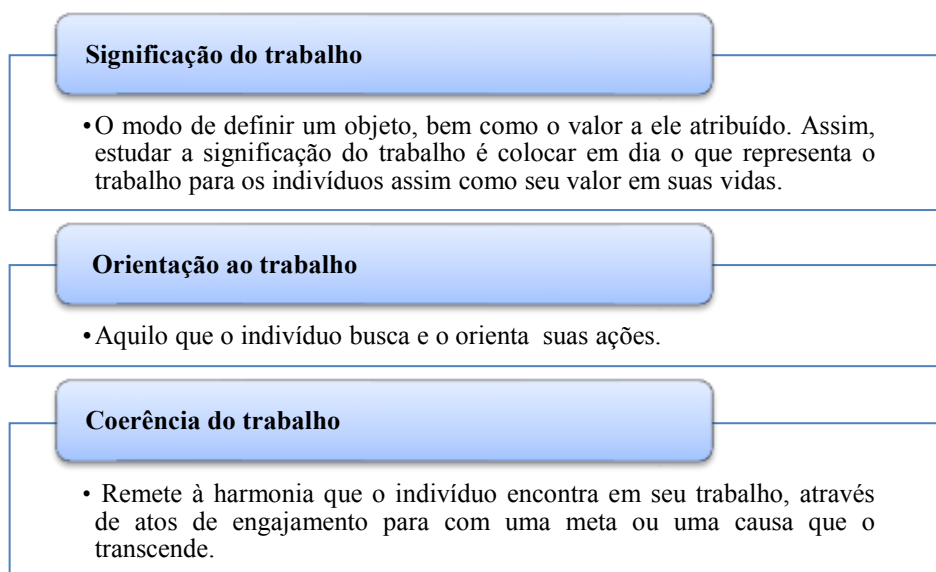 Significação do trabalho
•O modo de definir um objeto, bem como o valor a ele atribuído. Assim,
estudar a significação do trabalho é colocar em dia o que representa o
trabalho para os indivíduos assim como seu valor em suas vidas.
Orientação ao trabalho
•Aquilo que o indivíduo busca e o orienta suas ações.
Coerência do trabalho
• Remete à harmonia que o indivíduo encontra em seu trabalho, através
de atos de engajamento para com uma meta ou uma causa que o
transcende.